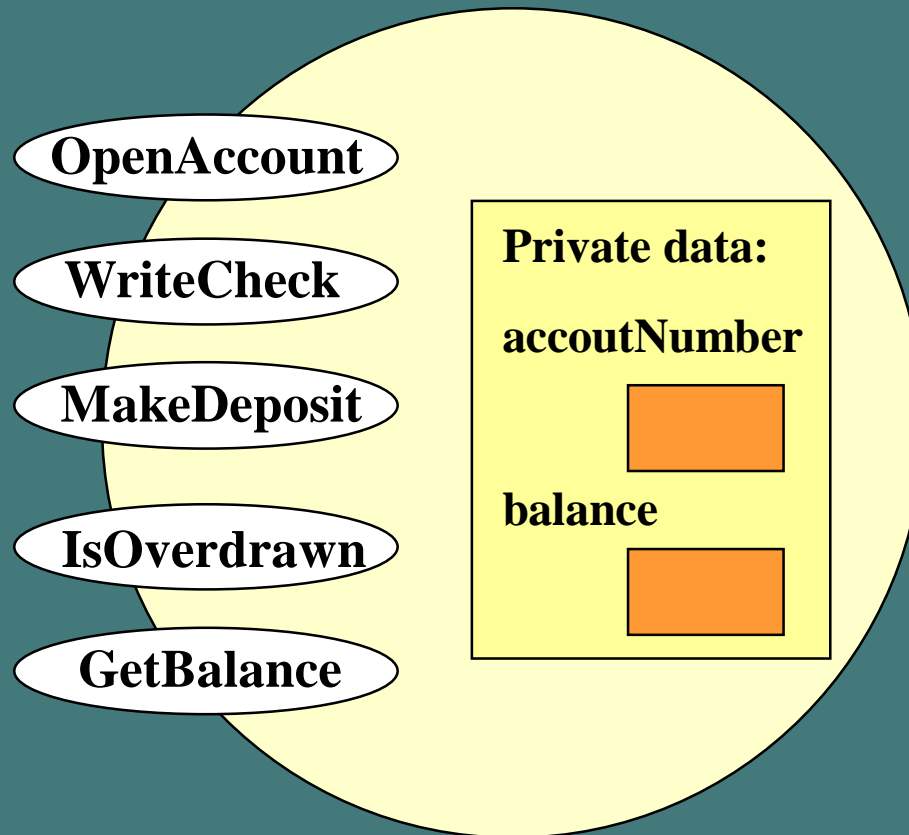 OpenAccount
WriteCheck
MakeDeposit
IsOverdrawn
GetBalance
Private data:
accoutNumber
balance